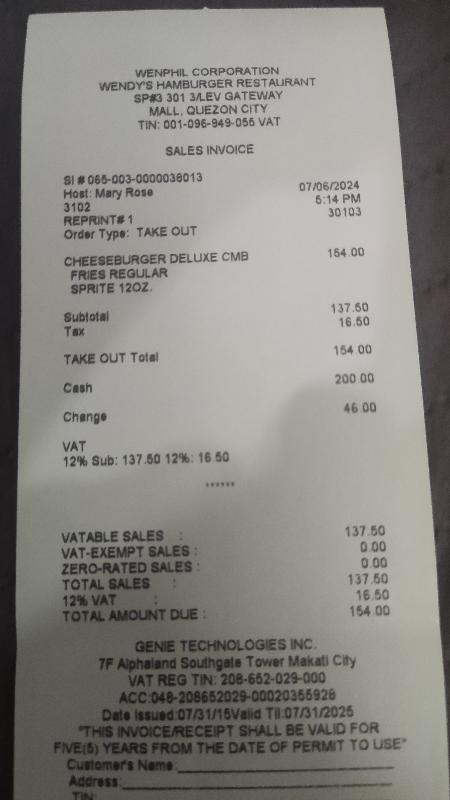 WENPHIL CORPORATION
WENDY'S HAMBURGER RESTAURANT
SP#3 301 3/LEV GATEWAY
MALL, QUEZON CITY
TIN: 001-096-949-055 VAT
SALES INVOICE
SI # 065-003-0000038013
Host: Mary Rose 07/06/2024
3102 5:14 PM
REPRINT# 1 30103
Order Type: TAKE OUT
CHEESEBURGER DELUXE CMB 154.00
FRIES REGULAR
SPRITE 12OZ.
Subtotal 137.50
Tax 16.50
TAKE OUT Total 154.00
Cash 200.00
Change 46.00
VAT
12% Sub: 137.50 12%: 16.50
******
VATABLE SALES : 137.50
VAT-EXEMPT SALES : 0.00
ZERO-RATED SALES : 0.00
TOTAL SALES : 137.50
12% VAT : 16.50
TOTAL AMOUNT DUE : 154.00
GENIE TECHNOLOGIES INC.
7F Alphaland Southgate Tower Makati City
VAT REG TIN: 208-652-029-000
ACC:048-208652029-00020355928
Date Issued:07/31/15Valid Til:07/31/2025
"THIS INVOICE/RECEIPT SHALL BE VALID FOR
FIVE(5) YEARS FROM THE DATE OF PERMIT TO USE"
Customer's Name:
Address:
TIN: